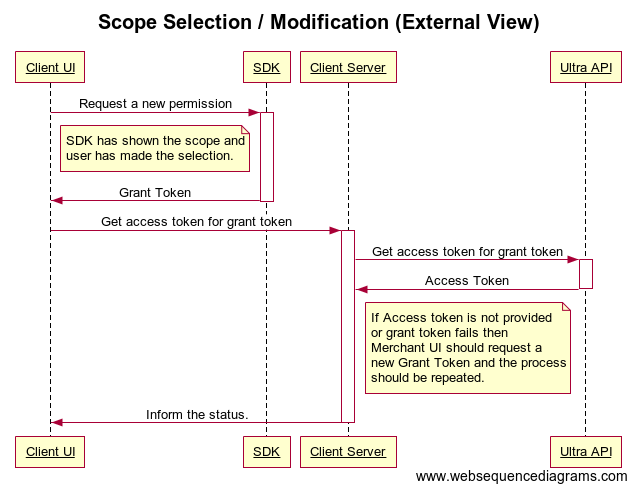 Scope Selection / Modification (External View)
Client UI
SDK
Client Server
Ultra API
Request a new permission
SDK has shown the scope and
user has made the selection.
Grant Token
Get access token for grant token
Get access token for grant token
Access Token
If Access token is not provided
or grant token fails then
Merchant UI should request a
new Grant Token and the process
should be repeated.
Inform the status.
Client UI
SDK
Client Server
Ultra API
www.websequencediagrams.com